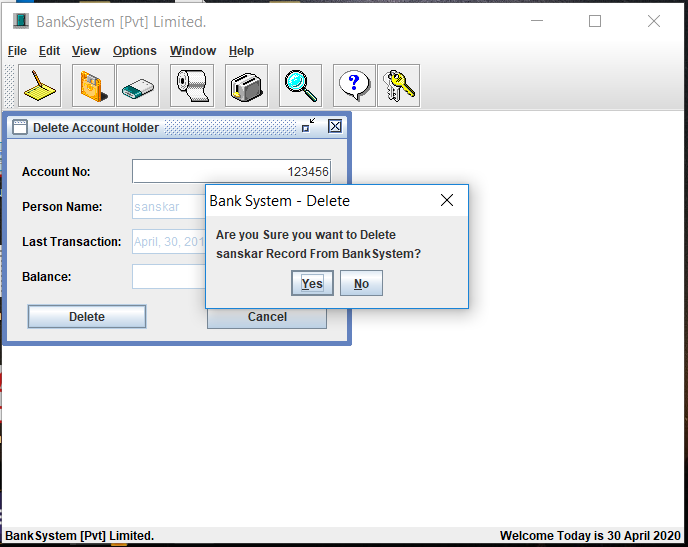 BankSystem [Pvt] Limited.
File Edit View Options Window Help
Delete Account Holder
Account No: 123456
Person Name: sanskar
Last Transaction: April, 30, 201
Balance:
Delete Cancel
Bank System - Delete
Are you Sure you want to Delete
sanskar Record From BankSystem?
Yes No
BankSystem [Pvt] Limited. Welcome Today is 30 April 2020